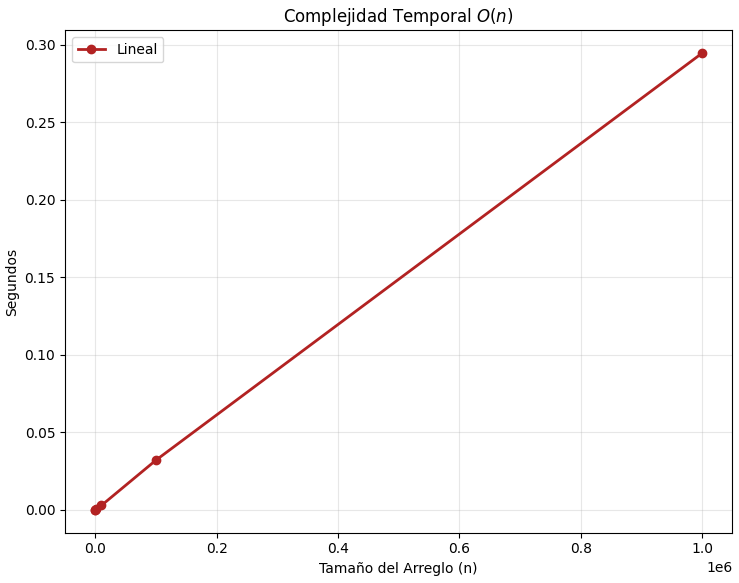 Complejidad Temporal O(n)
Lineal
0.30
0.25
0.20
0.15
0.10
0.05
0.00
Segundos
0.0 0.2 0.4 0.6 0.8 1.0
1e6
Tamaño del Arreglo (n)